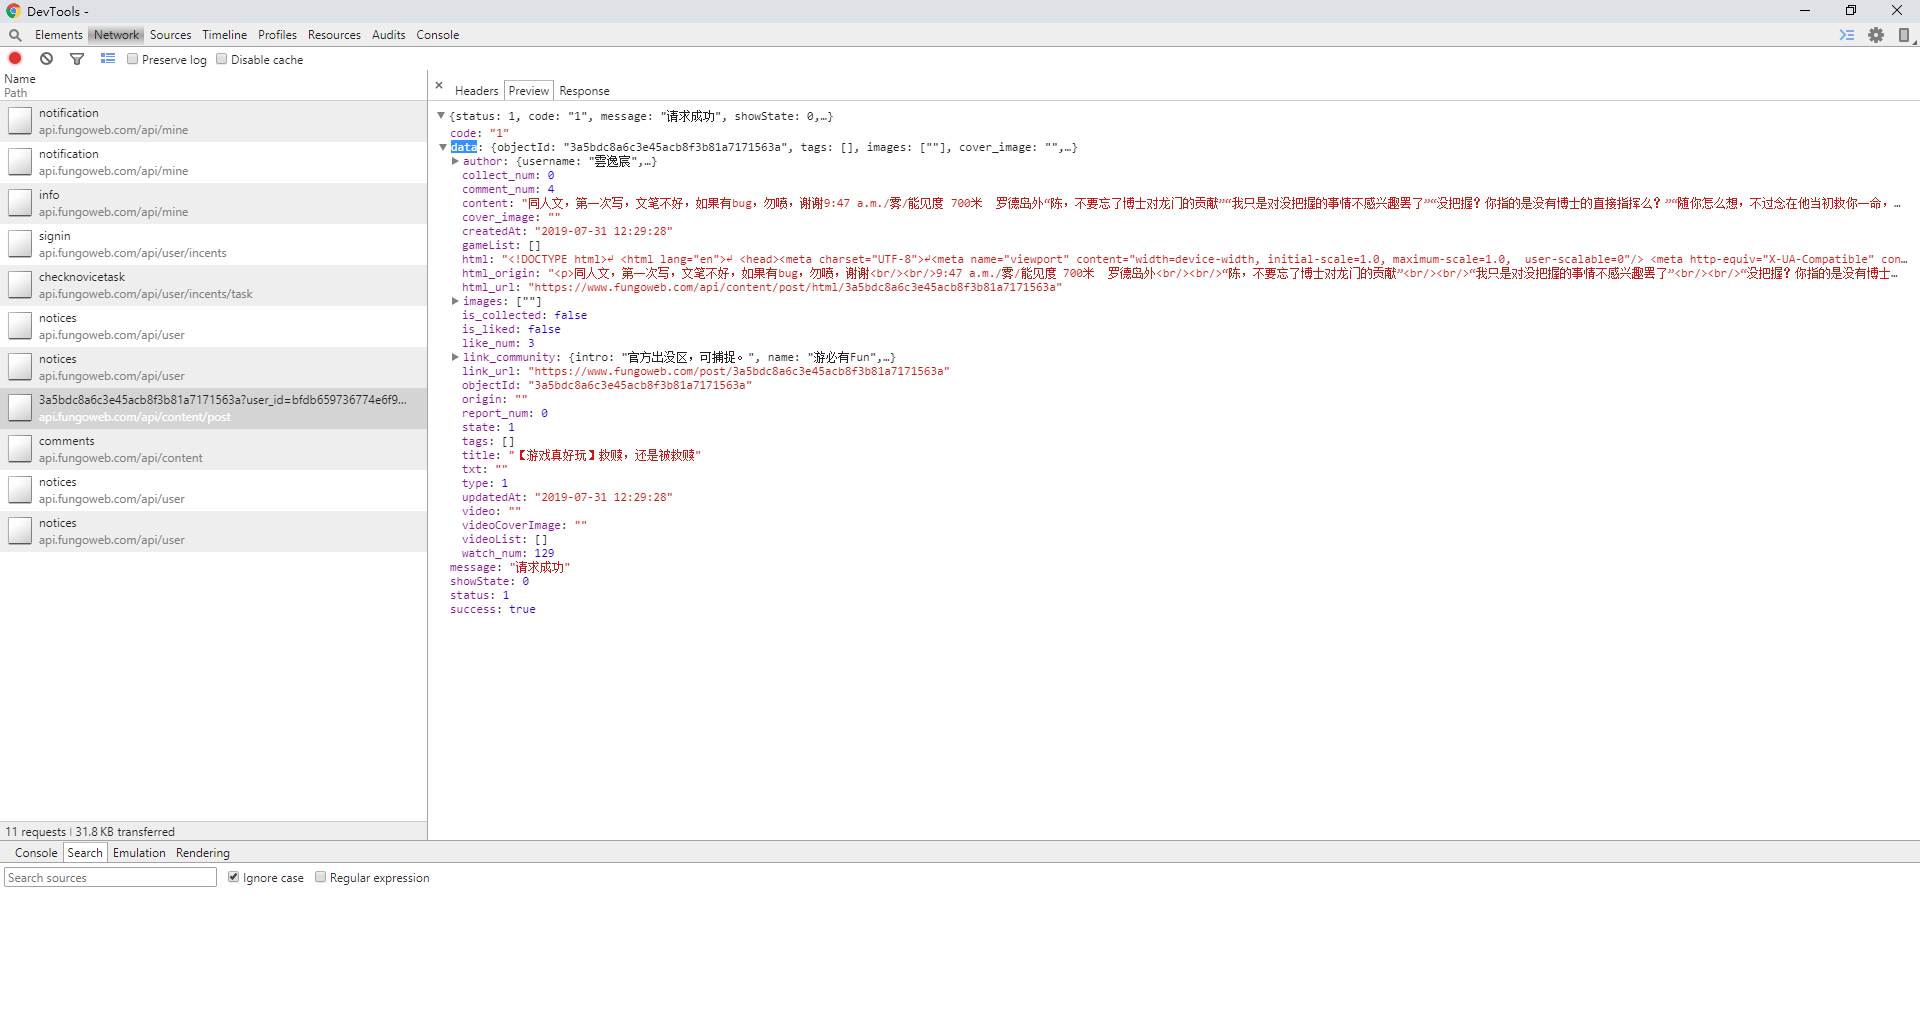 DevTools -
Elements Network Sources Timeline Profiles Resources Audits Console
Preserve log Disable cache
Name
Path
notification
api.fungoweb.com/api/mine
notification
api.fungoweb.com/api/mine
info
api.fungoweb.com/api/mine
signin
api.fungoweb.com/api/user/incents
checknovicetask
api.fungoweb.com/api/user/incents/task
notices
api.fungoweb.com/api/user
notices
api.fungoweb.com/api/user
3a5bdc8a6c3e45acb8f3b81a7171563a?user_id=bfdb659736774e6f9...
api.fungoweb.com/api/content/post
comments
api.fungoweb.com/api/content
notices
api.fungoweb.com/api/user
notices
api.fungoweb.com/api/user
11 requests | 31.8 KB transferred
× Headers Preview Response
{status: 1, code: "1", message: "请求成功", showState: 0,…}
code: "1"
data: {objectId: "3a5bdc8a6c3e45acb8f3b81a7171563a", tags: [], images: [""], cover_image: "",…}
author: {username: "雲逸宸",…}
collect_num: 0
comment_num: 4
content: "同人文，第一次写，文笔不好，如果有bug，勿喷，谢谢9:47 a.m./雾/能见度 700米 罗德岛外“陈，不要忘了博士对龙门的贡献”“我只是对没把握的事情不感兴趣罢了”“没把握？你指的是没有博士的直接指挥么？”“随你怎么想，不过念在他当初救你一命，…
cover_image: ""
createdAt: "2019-07-31 12:29:28"
gameList: []
html: "<!DOCTYPE html>↵ <html lang="en">↵ <head><meta charset="UTF-8">↵<meta name="viewport" content="width=device-width, initial-scale=1.0, maximum-scale=1.0, user-scalable=0"/> <meta http-equiv="X-UA-Compatible" con…
html_origin: "<p>同人文，第一次写，文笔不好，如果有bug，勿喷，谢谢<br/><br/>9:47 a.m./雾/能见度 700米 罗德岛外<br/><br/>“陈，不要忘了博士对龙门的贡献”<br/><br/>“我只是对没把握的事情不感兴趣罢了”<br/><br/>“没把握？你指的是没有博士…
html_url: "https://www.fungoweb.com/api/content/post/html/3a5bdc8a6c3e45acb8f3b81a7171563a"
images: [""]
is_collected: false
is_liked: false
like_num: 3
link_community: {intro: "官方出没区，可捕捉。", name: "游必有Fun",…}
link_url: "https://www.fungoweb.com/post/3a5bdc8a6c3e45acb8f3b81a7171563a"
objectId: "3a5bdc8a6c3e45acb8f3b81a7171563a"
origin: ""
report_num: 0
state: 1
tags: []
title: "【游戏真好玩】救赎，还是被救赎"
txt: ""
type: 1
updatedAt: "2019-07-31 12:29:28"
video: ""
videoCoverImage: ""
videoList: []
watch_num: 129
message: "请求成功"
showState: 0
status: 1
success: true
Console Search Emulation Rendering
Search sources Ignore case Regular expression